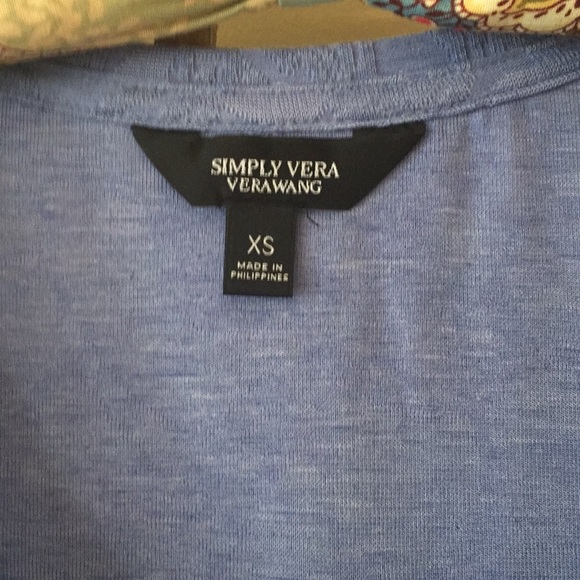 SIMPLY VERA
VERAWANG
XS
MADE IN
PHILIPPINES